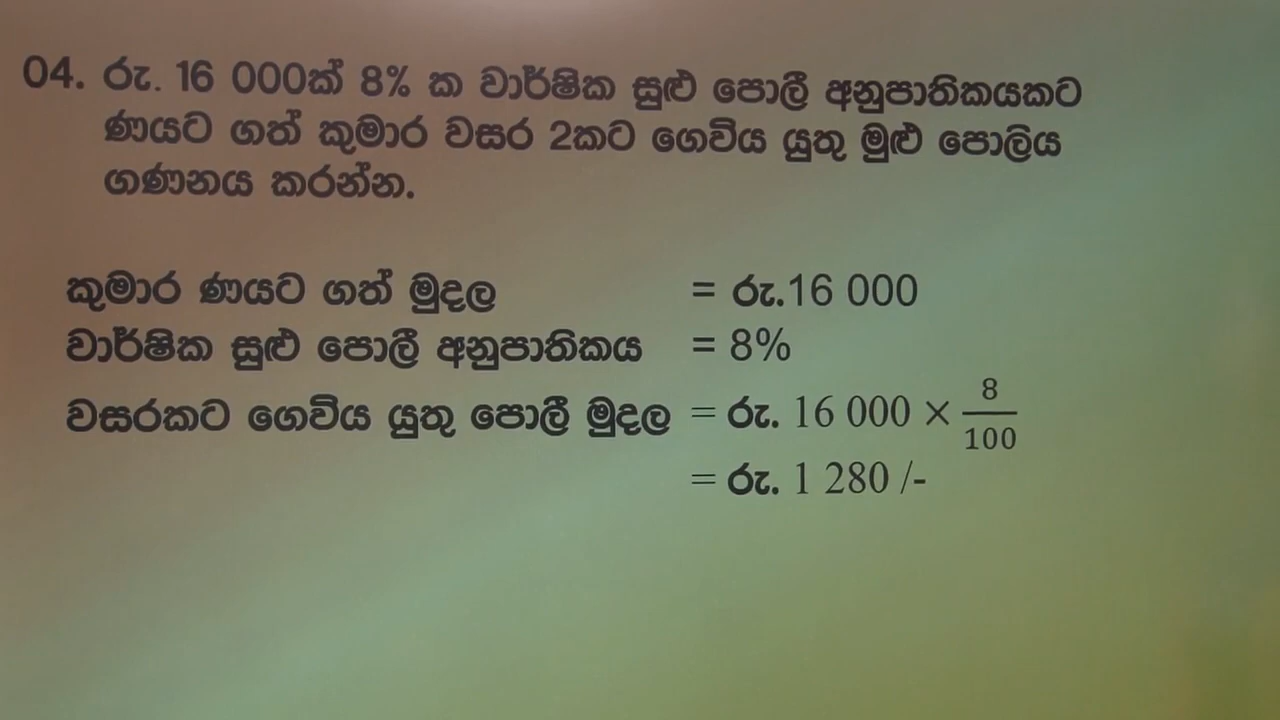 04. රු. 16 000ක් 8% ක වාර්ෂික සුළු පොලී අනුපාතිකයකට
ණයට ගත් කුමාර වසර 2කට ගෙවිය යුතු මුළු පොලිය
ගණනය කරන්න.
කුමාර ණයට ගත් මුදල = රු.16 000
වාර්ෂික සුළු පොලී අනුපාතිකය = 8%
වසරකට ගෙවිය යුතු පොලී මුදල = රු. 16 000 × 8/100
= රු. 1 280 /-